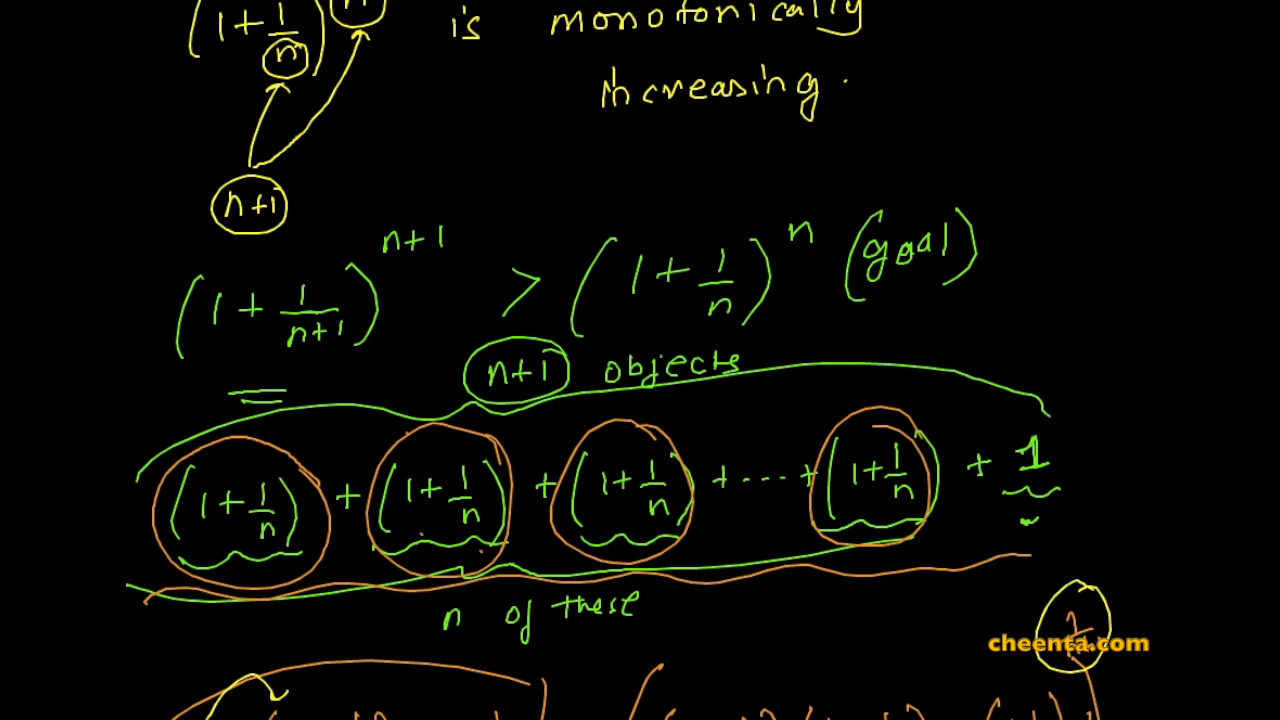 (1 + 1/n)^n is monotonically
increasing.
n+1
(1 + 1/(n+1))^(n+1) > (1 + 1/n)^n (goal)
n+1 objects
(1 + 1/n) + (1 + 1/n) + (1 + 1/n) + ---- + (1 + 1/n) + 1
n of these
cheenta.com